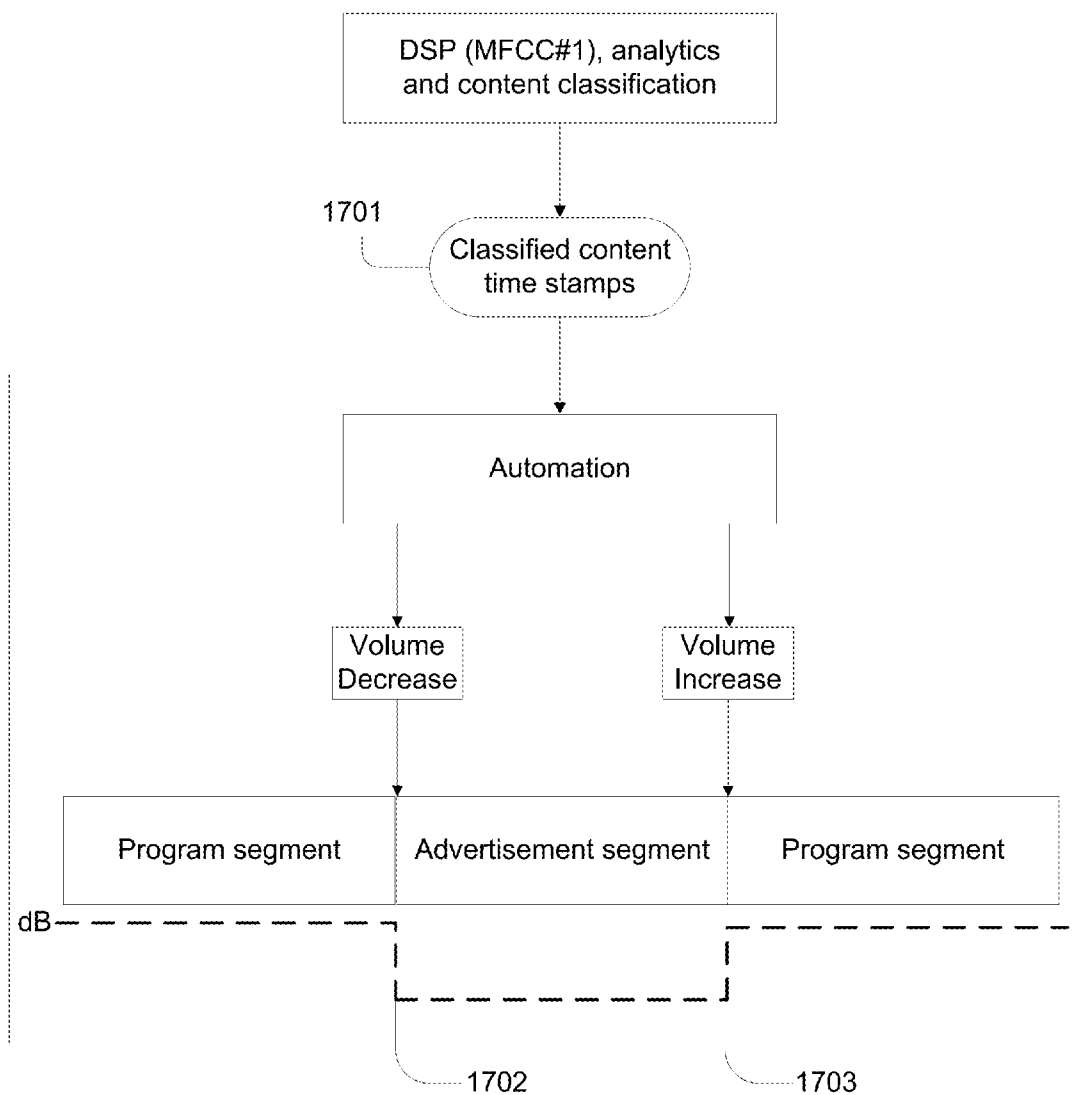 DSP (MFCC#1), analytics
and content classification
1701
Classified content
time stamps
Automation
Volume
Decrease
Volume
Increase
Program segment
Advertisement segment
Program segment
dB
1702
1703